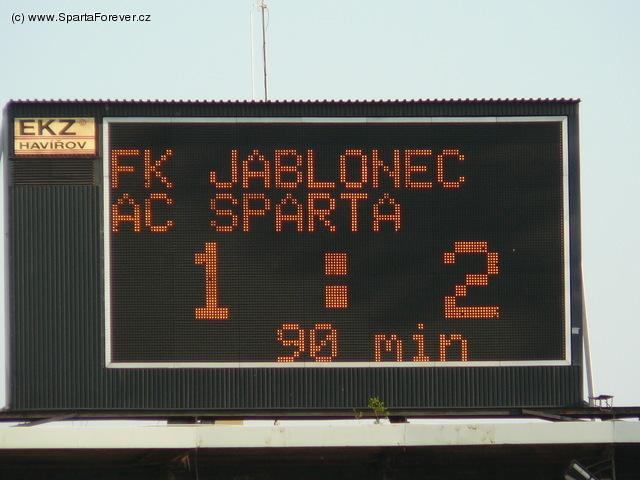 (c) www.SpartaForever.cz
EKZ®
HAVÍŘOV
FK JABLONEC
AC SPARTA
1 : 2
90 min